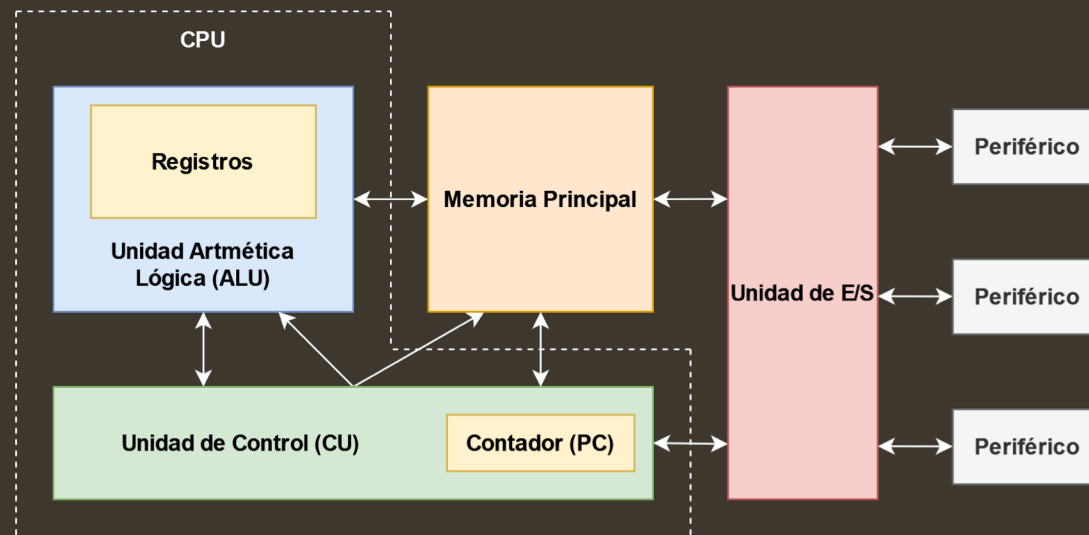 CPU
Registros
Unidad Artmética
Lógica (ALU)
Memoria Principal
Unidad de E/S
Periférico
Periférico
Periférico
Unidad de Control (CU)
Contador (PC)